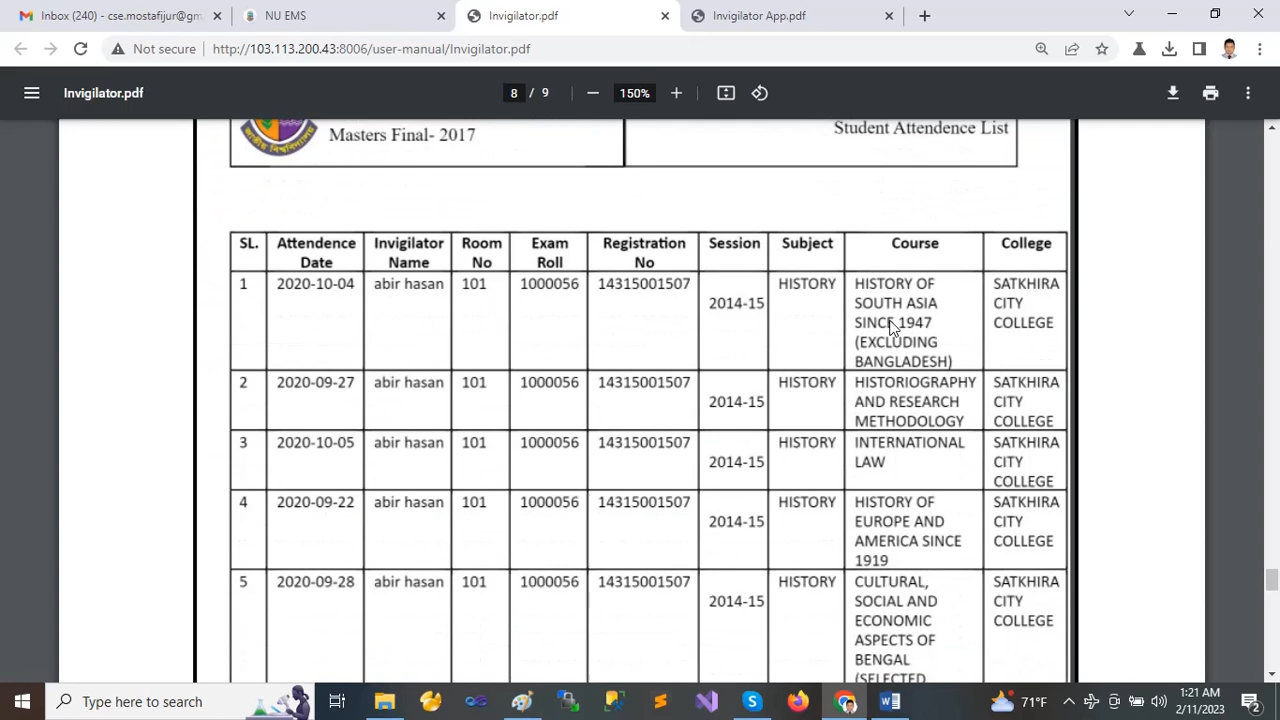 Inbox (240) - cse.mostafijur@gm
NU EMS
Invigilator.pdf
Invigilator App.pdf
Not secure
http://103.113.200.43:8006/user-manual/Invigilator.pdf
Invigilator.pdf
8 / 9
150%
Masters Final- 2017
Student Attendence List
SL.
Attendence
Date
Invigilator
Name
Room
No
Exam
Roll
Registration
No
Session
Subject
Course
College
1
2020-10-04
abir hasan
101
1000056
14315001507
2014-15
HISTORY
HISTORY OF
SOUTH ASIA
SINCE 1947
(EXCLUDING
BANGLADESH)
SATKHIRA
CITY
COLLEGE
2
2020-09-27
abir hasan
101
1000056
14315001507
2014-15
HISTORY
HISTORIOGRAPHY
AND RESEARCH
METHODOLOGY
SATKHIRA
CITY
COLLEGE
3
2020-10-05
abir hasan
101
1000056
14315001507
2014-15
HISTORY
INTERNATIONAL
LAW
SATKHIRA
CITY
COLLEGE
4
2020-09-22
abir hasan
101
1000056
14315001507
2014-15
HISTORY
HISTORY OF
EUROPE AND
AMERICA SINCE
1919
SATKHIRA
CITY
COLLEGE
5
2020-09-28
abir hasan
101
1000056
14315001507
2014-15
HISTORY
CULTURAL,
SOCIAL AND
ECONOMIC
ASPECTS OF
BENGAL
(SELECTED
SATKHIRA
CITY
COLLEGE
Type here to search
71°F
1:21 AM
2/11/2023
2